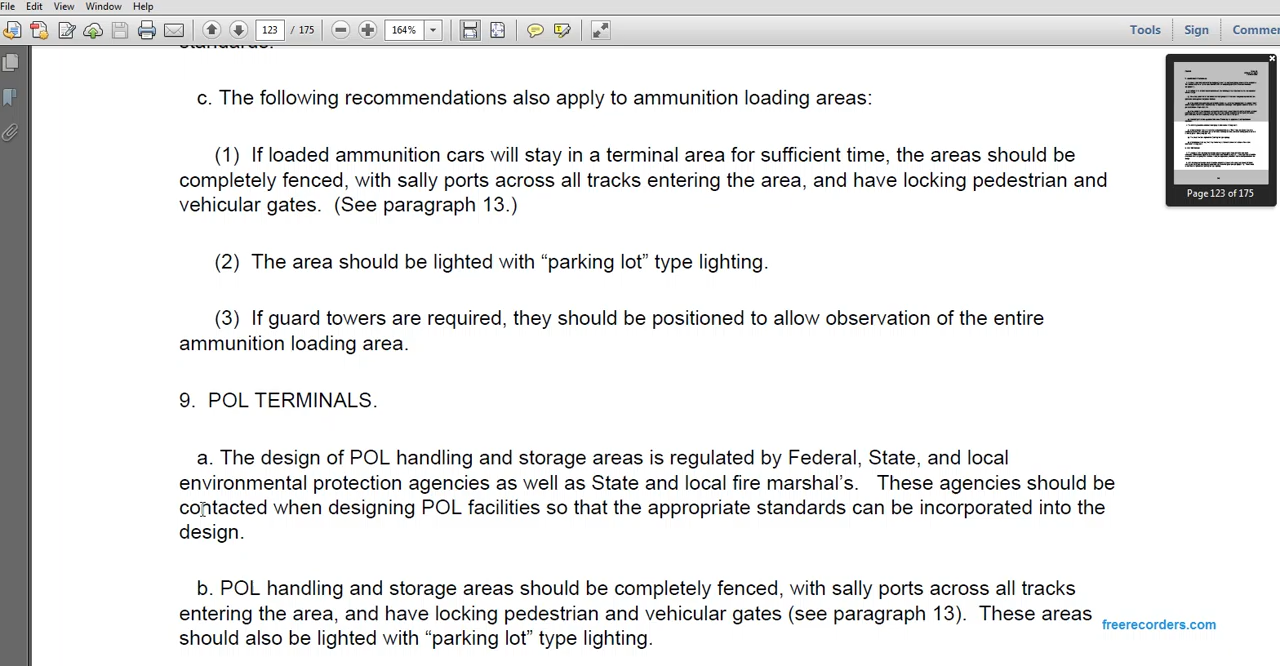 File Edit View Window Help
123 / 175 164% Tools Sign Commen
standards.
c. The following recommendations also apply to ammunition loading areas:
(1) If loaded ammunition cars will stay in a terminal area for sufficient time, the areas should be
completely fenced, with sally ports across all tracks entering the area, and have locking pedestrian and
vehicular gates. (See paragraph 13.)
(2) The area should be lighted with “parking lot” type lighting.
(3) If guard towers are required, they should be positioned to allow observation of the entire
ammunition loading area.
9. POL TERMINALS.
a. The design of POL handling and storage areas is regulated by Federal, State, and local
environmental protection agencies as well as State and local fire marshal’s. These agencies should be
contacted when designing POL facilities so that the appropriate standards can be incorporated into the
design.
b. POL handling and storage areas should be completely fenced, with sally ports across all tracks
entering the area, and have locking pedestrian and vehicular gates (see paragraph 13). These areas
should also be lighted with “parking lot” type lighting.
Page 123 of 175
freerecorders.com